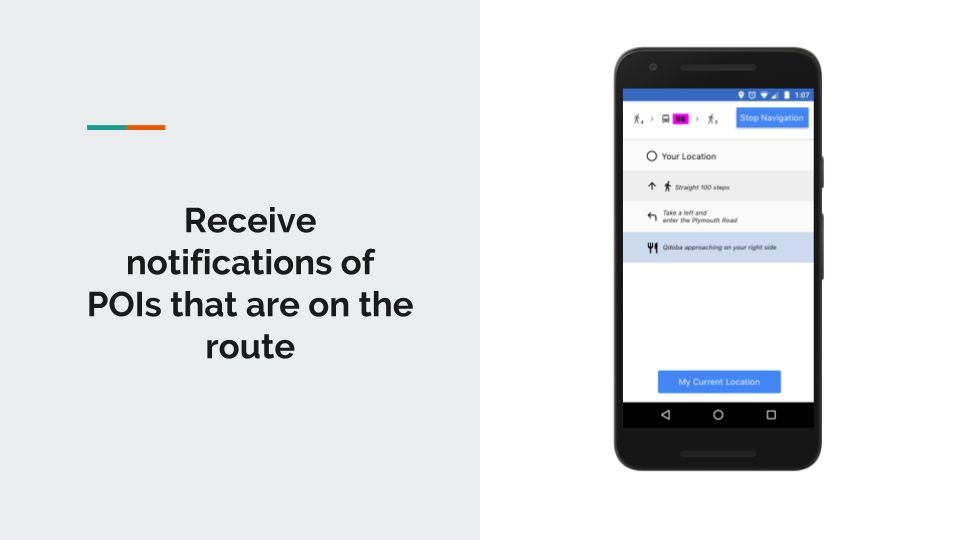 Receive
notifications of
POIs that are on the
route
1:07
4 > BB > 5
Stop Navigation
Your Location
Straight 100 steps
Take a left and
enter the Plymouth Road
Qdoba approaching on your right side
My Current Location